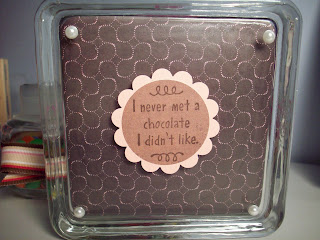 I never met a
chocolate
I didn't like.